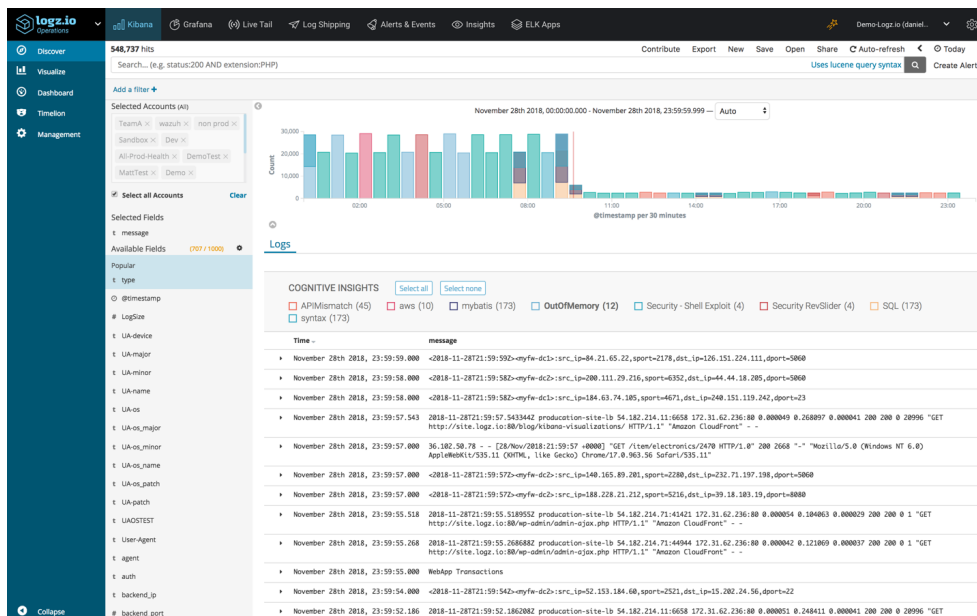 logz.io
Operations
Kibana Grafana Live Tail Log Shipping Alerts & Events Insights ELK Apps Demo-Logz.io (daniel...
Discover
Visualize
Dashboard
Timelion
Management
Collapse
548,737 hits
Contribute Export New Save Open Share Auto-refresh Today
Search... (e.g. status:200 AND extension:PHP) Uses lucene query syntax Create Alert
Add a filter +
Selected Accounts (All)
TeamA × wazuh × non prod ×
Sandbox × Dev ×
All-Prod-Health × DemoTest ×
MattTest × Demo ×
Select all Accounts Clear
Selected Fields
t message
Available Fields (707 / 1000)
Popular
t type
@timestamp
# LogSize
t UA-device
t UA-major
t UA-minor
t UA-name
t UA-os
t UA-os_major
t UA-os_minor
t UA-os_name
t UA-os_patch
t UA-patch
t UAOSTEST
t User-Agent
t agent
t auth
t backend_ip
# backend_port
November 28th 2018, 00:00:00.000 - November 28th 2018, 23:59:59.999 — Auto
Count
30,000
20,000
10,000
0
02:00 05:00 08:00 11:00 14:00 17:00 20:00 23:00
@timestamp per 30 minutes
Logs
COGNITIVE INSIGHTS Select all Select none
APIMismatch (45) aws (10) mybatis (173) OutOfMemory (12) Security - Shell Exploit (4) Security RevSlider (4) SQL (173)
syntax (173)
Time message
November 28th 2018, 23:59:59.000 <2018-11-28T21:59:59Z><myfw-dc1>:src_ip=84.21.65.22,sport=2178,dst_ip=126.151.224.111,dport=5060
November 28th 2018, 23:59:58.000 <2018-11-28T21:59:58Z><myfw-dc2>:src_ip=200.111.29.216,sport=6352,dst_ip=44.44.18.205,dport=5060
November 28th 2018, 23:59:58.000 <2018-11-28T21:59:58Z><myfw-dc1>:src_ip=184.63.74.105,sport=4671,dst_ip=240.151.119.242,dport=23
November 28th 2018, 23:59:57.543 2018-11-28T21:59:57.543344Z producation-site-lb 54.182.214.11:6658 172.31.62.236:80 0.000049 0.268097 0.000041 200 200 0 20996 "GET
http://site.logz.io:80/blog/kibana-visualizations/ HTTP/1.1" "Amazon CloudFront" - -
November 28th 2018, 23:59:57.000 36.102.50.78 - - [28/Nov/2018:21:59:57 +0000] "GET /item/electronics/2470 HTTP/1.0" 200 2668 "-" "Mozilla/5.0 (Windows NT 6.0)
AppleWebKit/535.11 (KHTML, like Gecko) Chrome/17.0.963.56 Safari/535.11"
November 28th 2018, 23:59:57.000 <2018-11-28T21:59:57Z><myfw-dc2>:src_ip=140.165.89.201,sport=2280,dst_ip=232.71.197.198,dport=5060
November 28th 2018, 23:59:57.000 <2018-11-28T21:59:57Z><myfw-dc2>:src_ip=188.228.21.212,sport=5216,dst_ip=39.18.103.19,dport=8080
November 28th 2018, 23:59:55.518 2018-11-28T21:59:55.518955Z producation-site-lb 54.182.214.71:41421 172.31.62.236:80 0.000054 0.104063 0.000029 200 200 0 1 "GET
http://site.logz.io:80/wp-admin/admin-ajax.php HTTP/1.1" "Amazon CloudFront" - -
November 28th 2018, 23:59:55.268 2018-11-28T21:59:55.268688Z producation-site-lb 54.182.214.71:44944 172.31.62.236:80 0.000042 0.121069 0.000037 200 200 0 1 "GET
http://site.logz.io:80/wp-admin/admin-ajax.php HTTP/1.1" "Amazon CloudFront" - -
November 28th 2018, 23:59:55.000 WebApp Transactions
November 28th 2018, 23:59:54.000 <2018-11-28T21:59:54Z><myfw-dc2>:src_ip=52.153.184.60,sport=2521,dst_ip=15.202.24.56,dport=22
November 28th 2018, 23:59:52.186 2018-11-28T21:59:52.186208Z producation-site-lb 54.182.214.11:6658 172.31.62.236:80 0.000051 0.248411 0.000041 200 200 0 20996 "GET